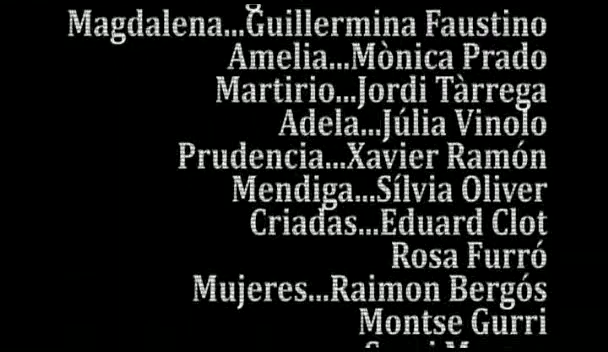 Magdalena...Guillermina Faustino
Amelia...Mònica Prado
Martirio...Jordi Tàrrega
Adela...Júlia Vinolo
Prudencia...Xavier Ramón
Mendiga...Sílvia Oliver
Criadas...Eduard Clot
Rosa Furró
Mujeres...Raimon Bergós
Montse Gurri